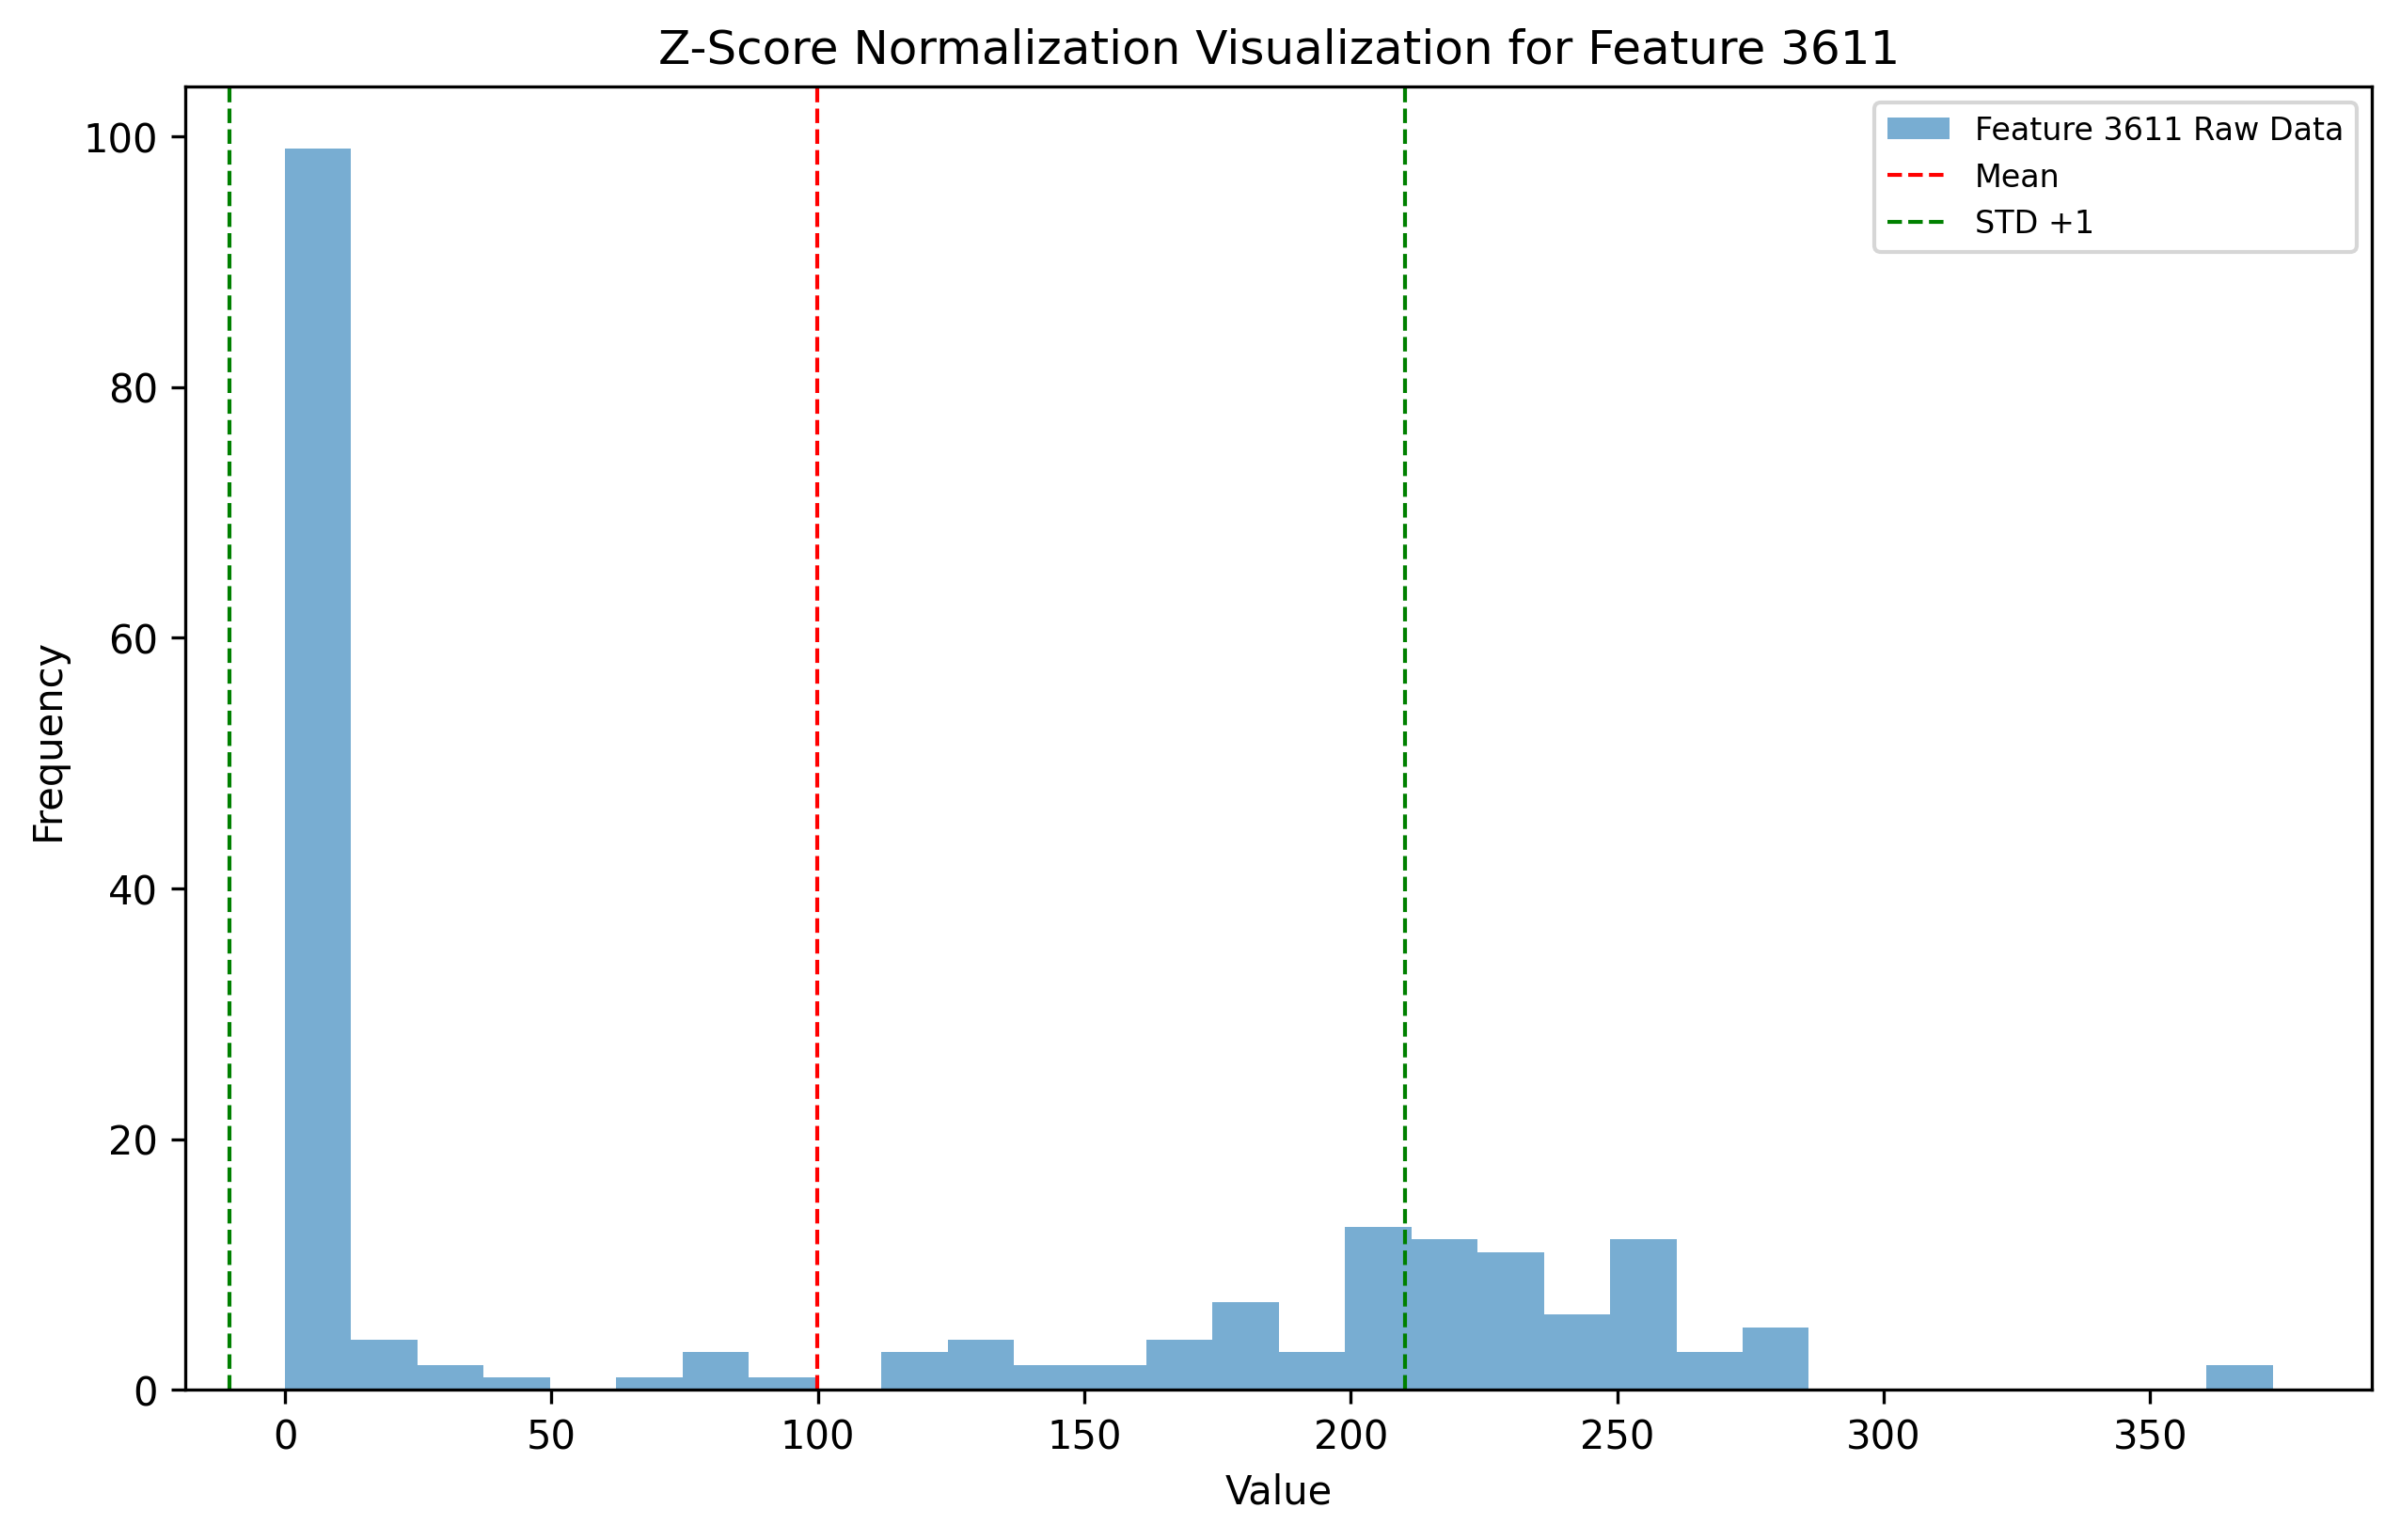 Z-Score Normalization Visualization for Feature 3611
Feature 3611 Raw Data
Mean
STD +1
100
80
60
40
20
0
Frequency
0 50 100 150 200 250 300 350
Value